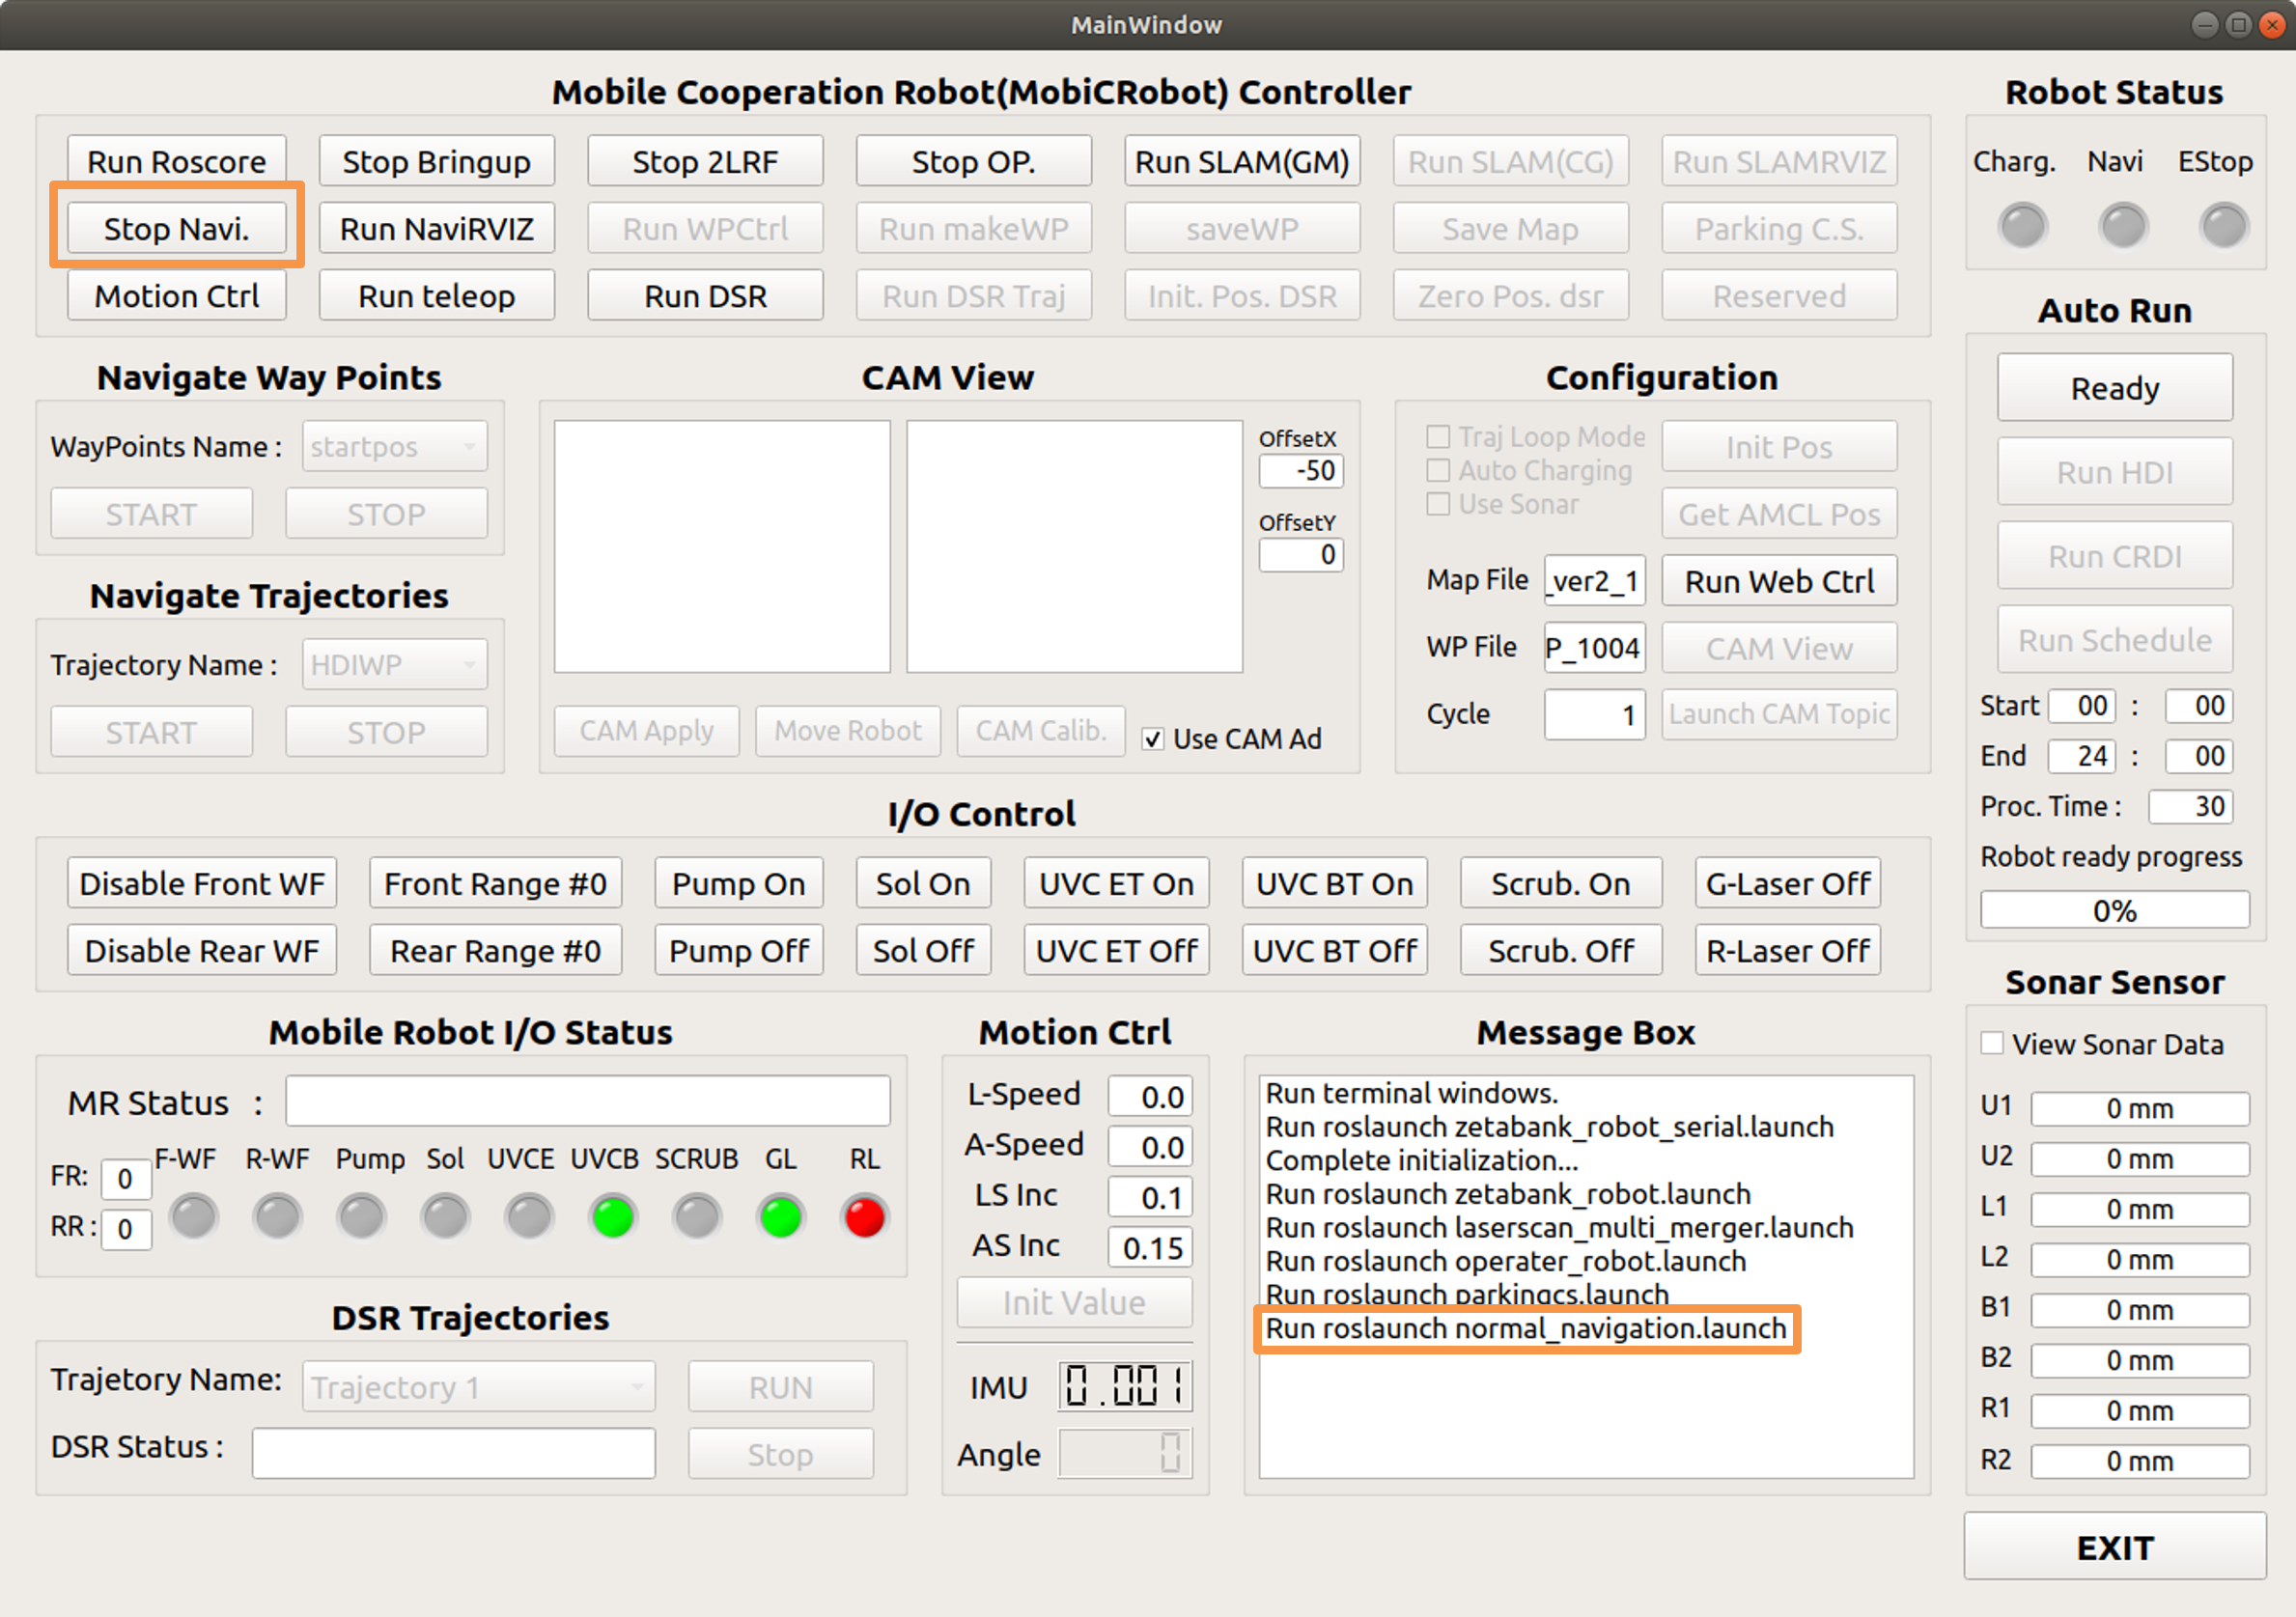 MainWindow
Mobile Cooperation Robot(MobiCRobot) Controller
Run Roscore Stop Bringup Stop 2LRF Stop OP. Run SLAM(GM) Run SLAM(CG) Run SLAMRVIZ
Stop Navi. Run NaviRVIZ Run WPCtrl Run makeWP saveWP Save Map Parking C.S.
Motion Ctrl Run teleop Run DSR Run DSR Traj Init. Pos. DSR Zero Pos. dsr Reserved
Robot Status
Charg. Navi EStop
Navigate Way Points
WayPoints Name : startpos
START STOP
Navigate Trajectories
Trajectory Name : HDIWP
START STOP
CAM View
OffsetX
-50
OffsetY
0
CAM Apply Move Robot CAM Calib. Use CAM Ad
Configuration
Traj Loop Mode
Auto Charging
Use Sonar
Init Pos
Get AMCL Pos
Map File _ver2_1 Run Web Ctrl
WP File P_1004 CAM View
Cycle 1 Launch CAM Topic
Auto Run
Ready
Run HDI
Run CRDI
Run Schedule
Start 00 : 00
End 24 : 00
Proc. Time : 30
Robot ready progress
0%
I/O Control
Disable Front WF Front Range #0 Pump On Sol On UVC ET On UVC BT On Scrub. On G-Laser Off
Disable Rear WF Rear Range #0 Pump Off Sol Off UVC ET Off UVC BT Off Scrub. Off R-Laser Off
Mobile Robot I/O Status
MR Status :
F-WF R-WF Pump Sol UVCE UVCB SCRUB GL RL
FR: 0
RR : 0
DSR Trajectories
Trajetory Name: Trajectory 1 RUN
DSR Status : Stop
Motion Ctrl
L-Speed 0.0
A-Speed 0.0
LS Inc 0.1
AS Inc 0.15
Init Value
IMU 0.001
Angle 0
Message Box
Run terminal windows.
Run roslaunch zetabank_robot_serial.launch
Complete initialization...
Run roslaunch zetabank_robot.launch
Run roslaunch laserscan_multi_merger.launch
Run roslaunch operater_robot.launch
Run roslaunch parkingcs.launch
Run roslaunch normal_navigation.launch
Sonar Sensor
View Sonar Data
U1 0 mm
U2 0 mm
L1 0 mm
L2 0 mm
B1 0 mm
B2 0 mm
R1 0 mm
R2 0 mm
EXIT